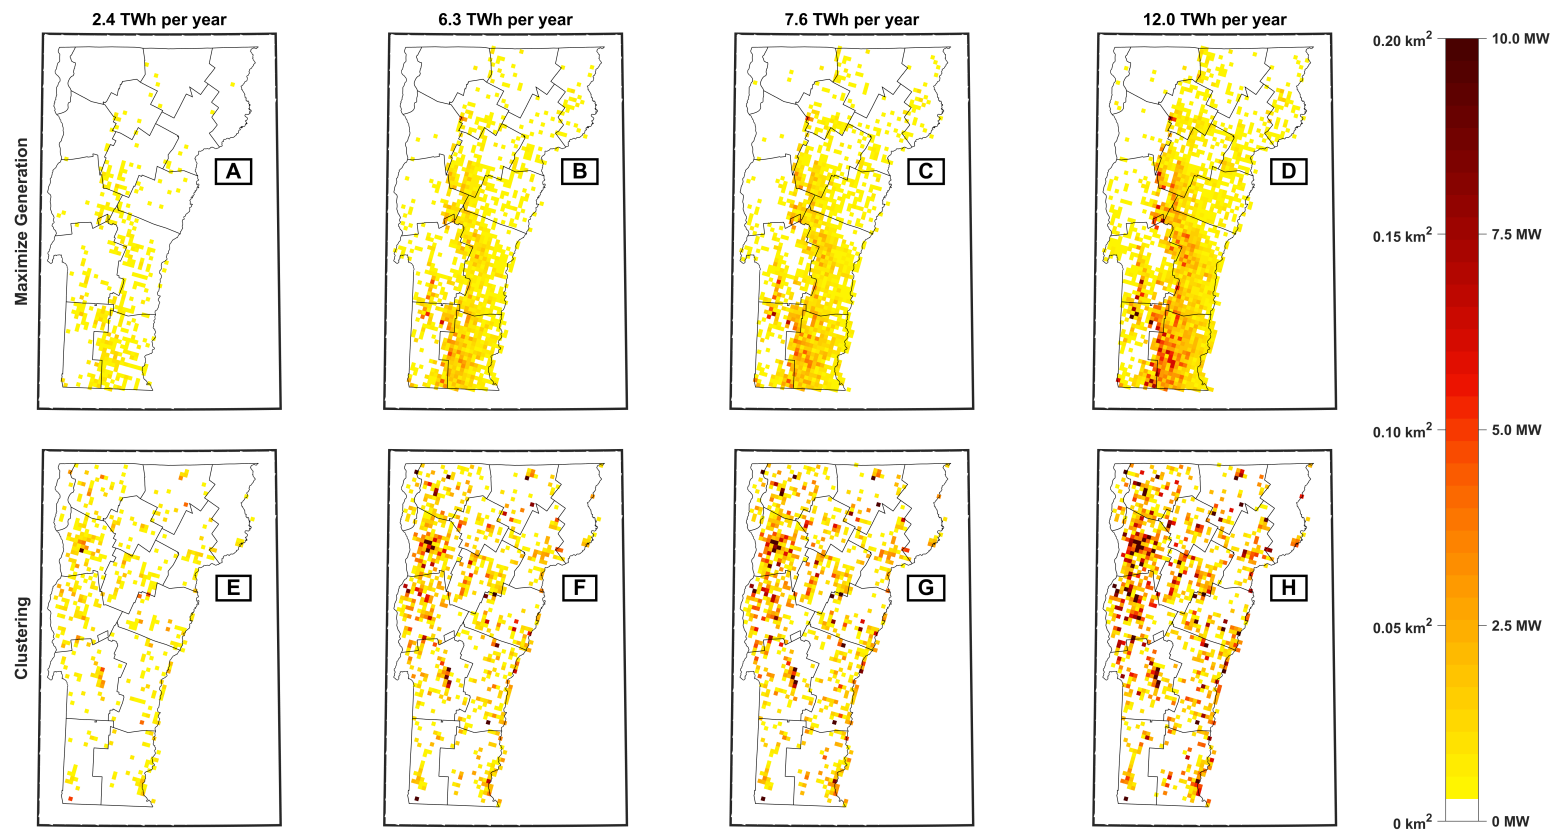 2.4 TWh per year
6.3 TWh per year
7.6 TWh per year
12.0 TWh per year
Maximize Generation
A
B
C
D
Clustering
E
F
G
H
0.20 km²
10.0 MW
0.15 km²
7.5 MW
0.10 km²
5.0 MW
0.05 km²
2.5 MW
0 km²
0 MW